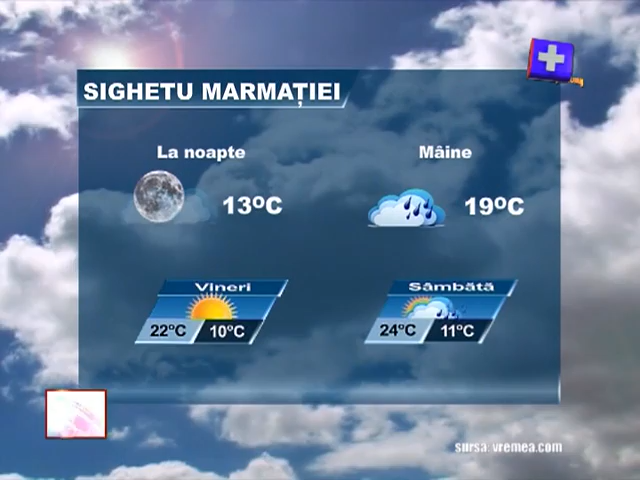 SIGHETU MARMAȚIEI
La noapte
Mâine
13ºC
19ºC
Vineri
Sâmbătă
22ºC
10ºC
24ºC
11ºC
sursa: vremea.com